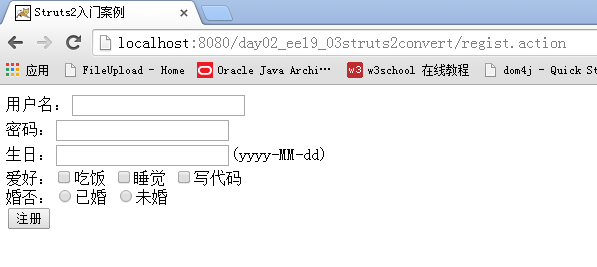 Struts2入门案例
localhost:8080/day02_ee19_03struts2convert/regist.action
应用 FileUpload - Home Oracle Java Archi… w3 w3school 在线教程 dom4j - Quick St
用户名：
密码：
生日： (yyyy-MM-dd)
爱好： 吃饭 睡觉 写代码
婚否： 已婚 未婚
注册